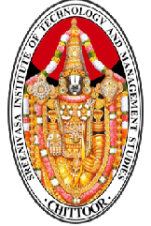 SREENIVASA INSTITUTE OF TECHNOLOGY AND MANAGEMENT STUDIES
CHITTOOR